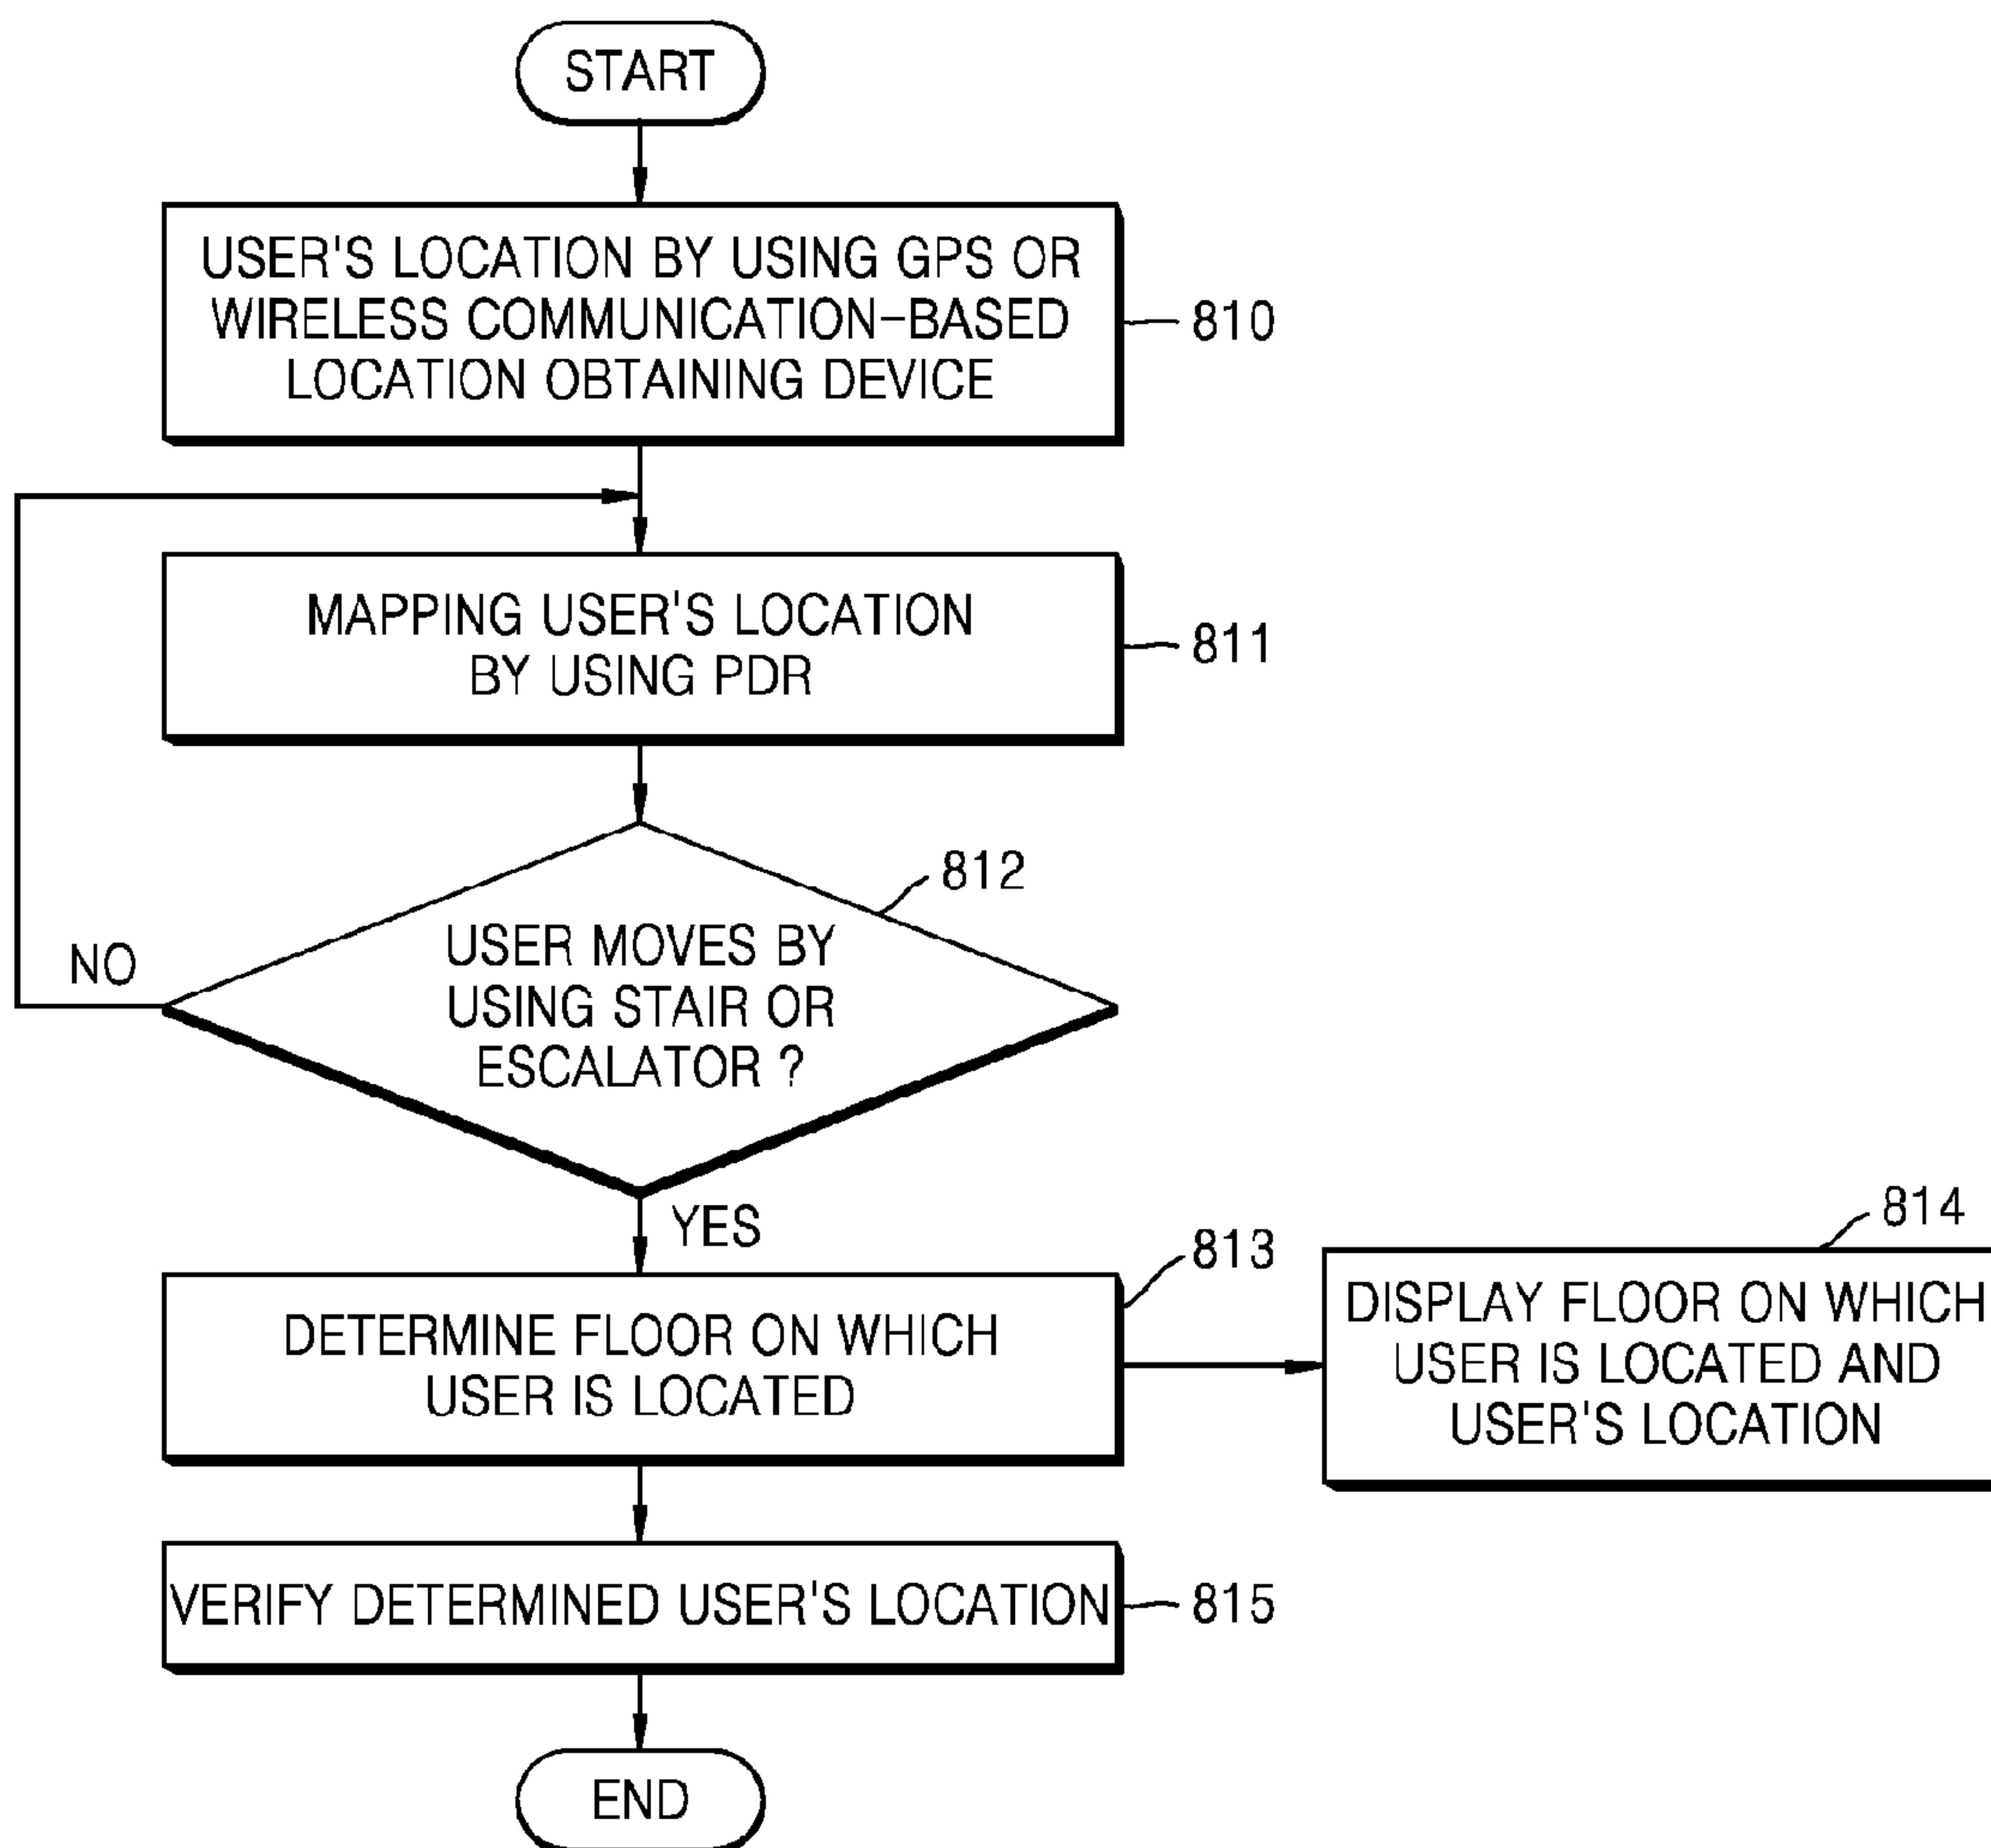 START
USER'S LOCATION BY USING GPS OR
WIRELESS COMMUNICATION-BASED
LOCATION OBTAINING DEVICE
810
MAPPING USER'S LOCATION
BY USING PDR
811
812
USER MOVES BY
USING STAIR OR
ESCALATOR ?
NO
YES
813
DETERMINE FLOOR ON WHICH
USER IS LOCATED
814
DISPLAY FLOOR ON WHICH
USER IS LOCATED AND
USER'S LOCATION
VERIFY DETERMINED USER'S LOCATION
815
END